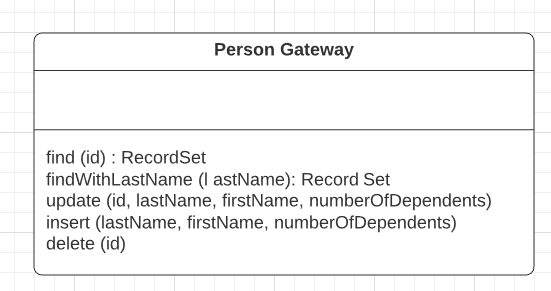 Person Gateway
find (id) : RecordSet
findWithLastName (l astName): Record Set
update (id, lastName, firstName, numberOfDependents)
insert (lastName, firstName, numberOfDependents)
delete (id)